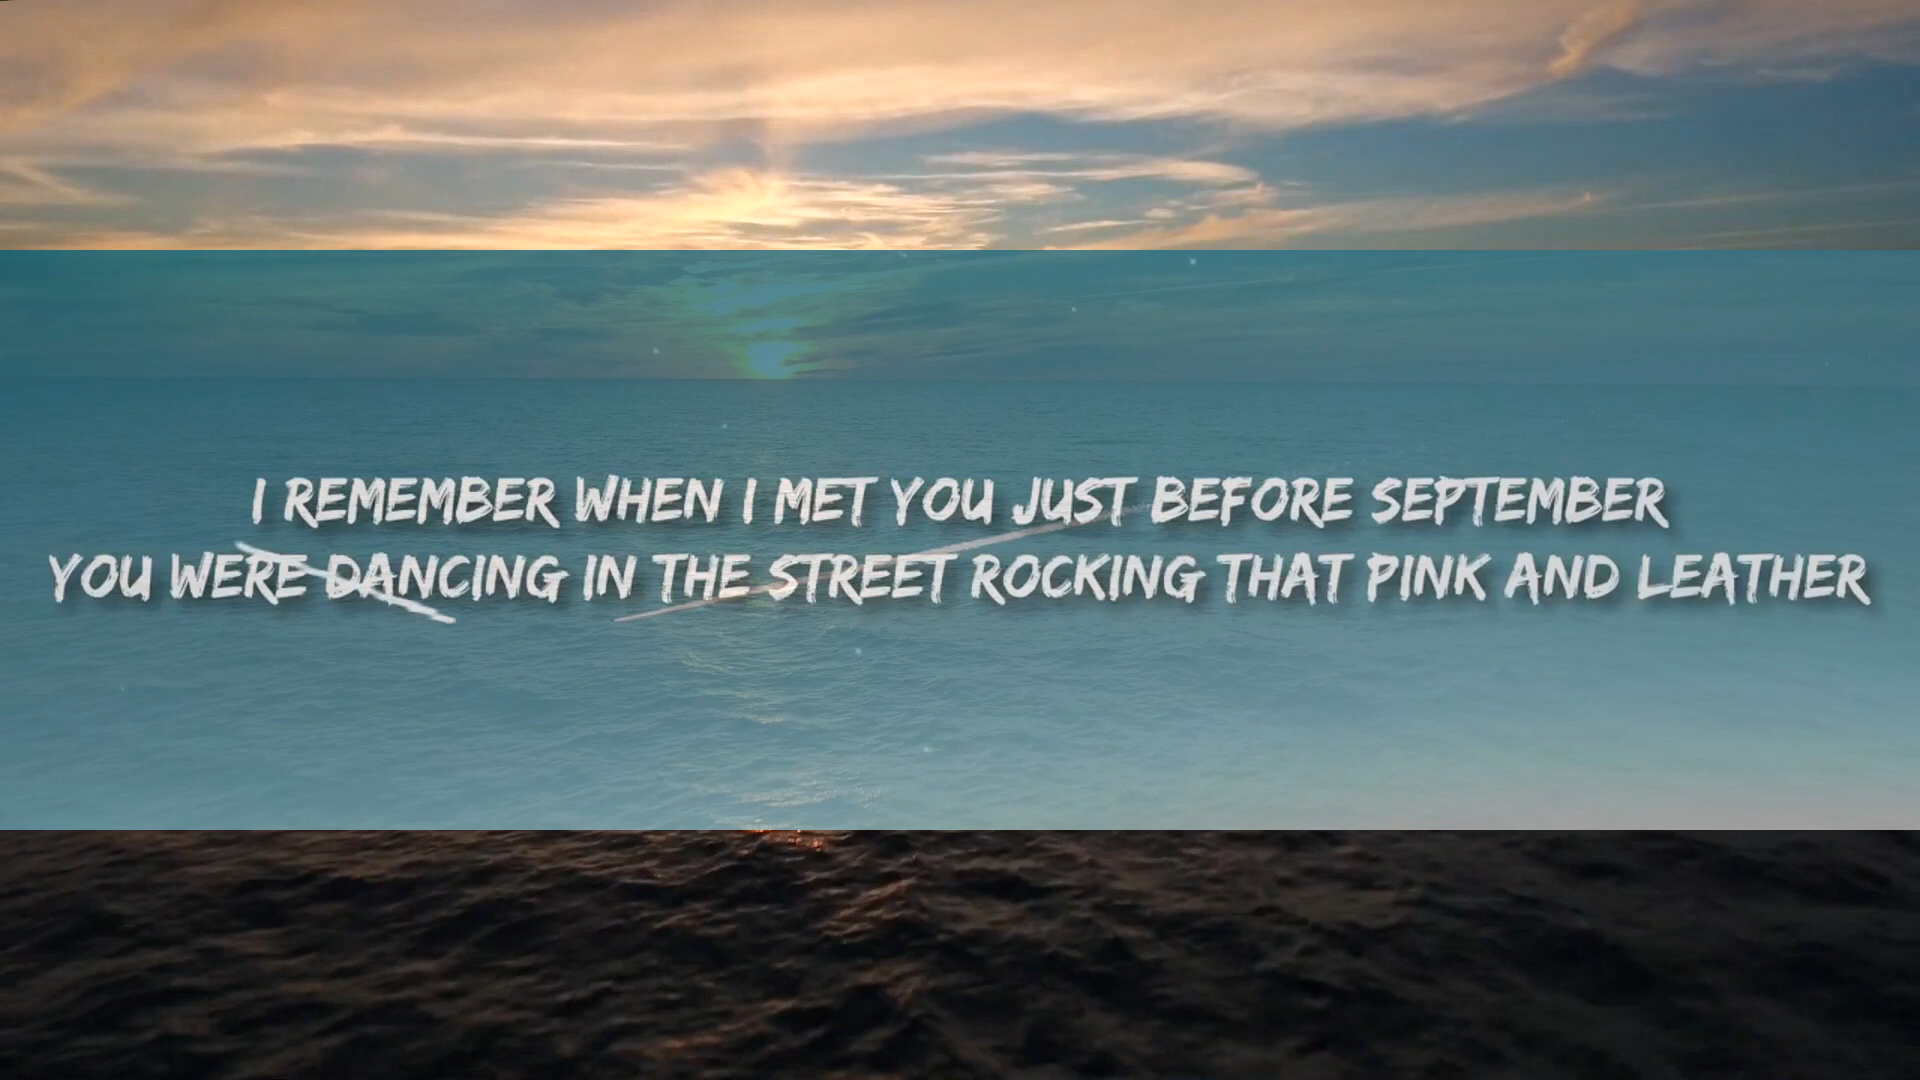 I REMEMBER WHEN I MET YOU JUST BEFORE SEPTEMBER
YOU WERE DANCING IN THE STREET ROCKING THAT PINK AND LEATHER